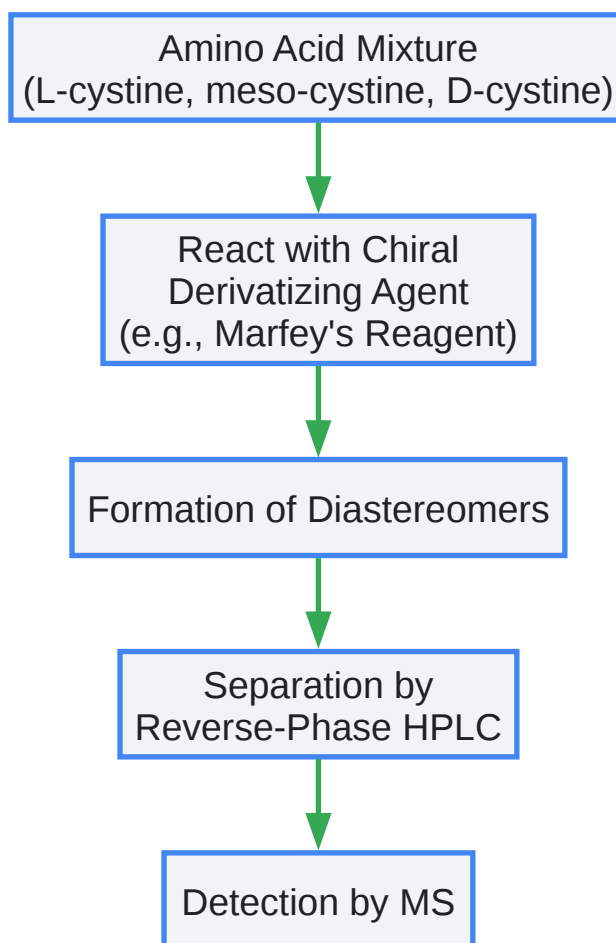 Amino Acid Mixture
(L-cystine, meso-cystine, D-cystine)
React with Chiral
Derivatizing Agent
(e.g., Marfey's Reagent)
Formation of Diastereomers
Separation by
Reverse-Phase HPLC
Detection by MS